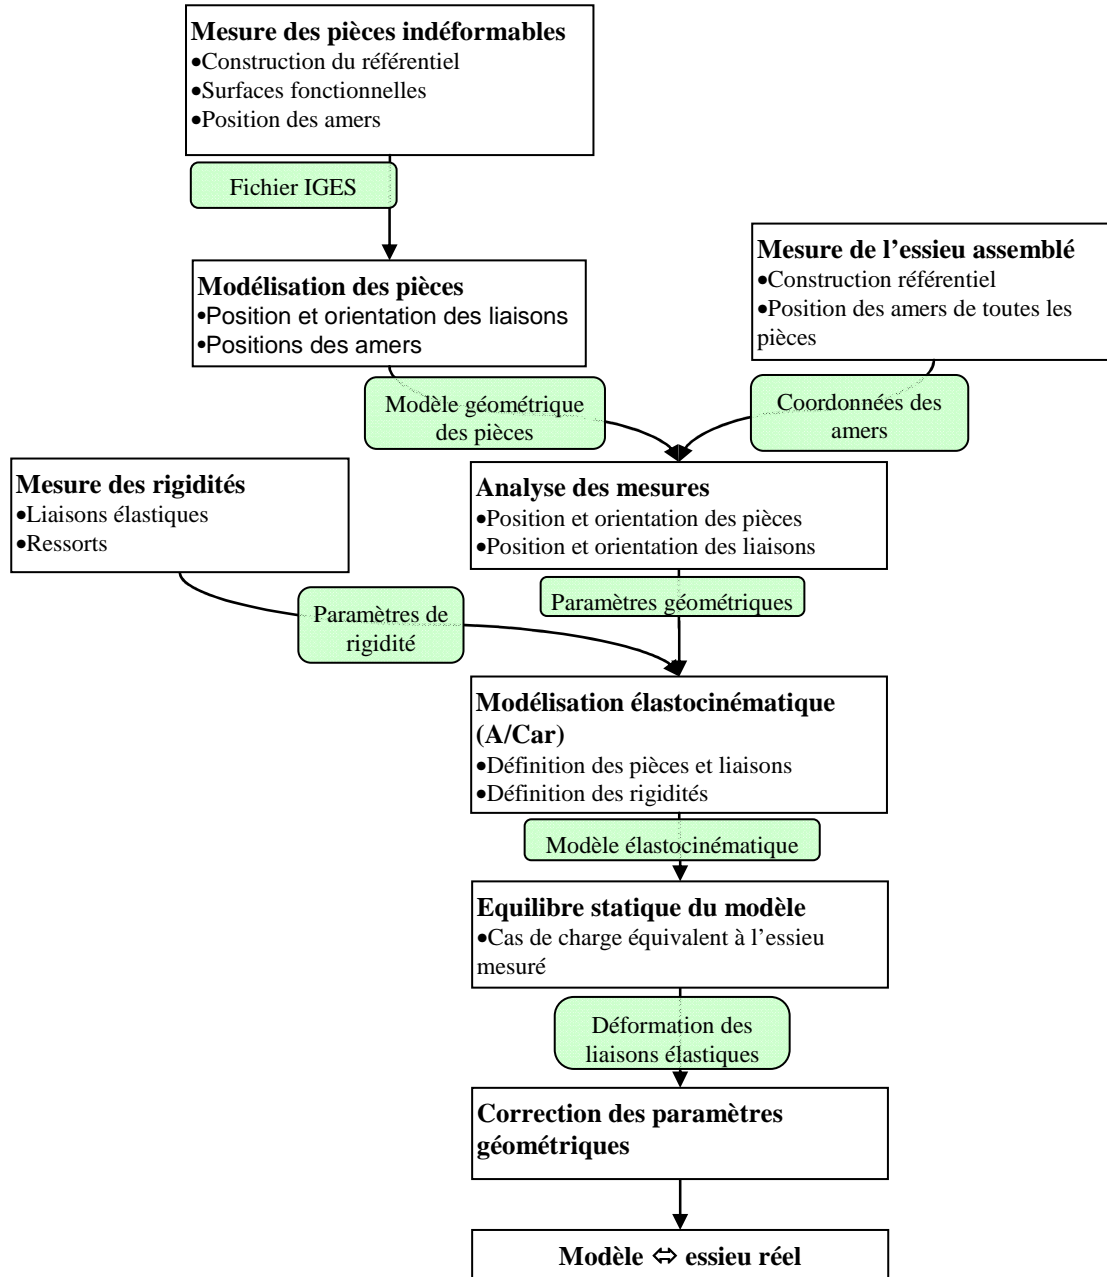 Mesure des pièces indéformables
•Construction du référentiel
•Surfaces fonctionnelles
•Position des amers
Fichier IGES
Mesure de l’essieu assemblé
•Construction référentiel
•Position des amers de toutes les
pièces
Modélisation des pièces
•Position et orientation des liaisons
•Positions des amers
Modèle géométrique
des pièces
Coordonnées des
amers
Mesure des rigidités
•Liaisons élastiques
•Ressorts
Analyse des mesures
•Position et orientation des pièces
•Position et orientation des liaisons
Paramètres géométriques
Paramètres de
rigidité
Modélisation élastocinématique
(A/Car)
•Définition des pièces et liaisons
•Définition des rigidités
Modèle élastocinématique
Equilibre statique du modèle
•Cas de charge équivalent à l’essieu
mesuré
Déformation des
liaisons élastiques
Correction des paramètres
géométriques
Modèle ⇔ essieu réel